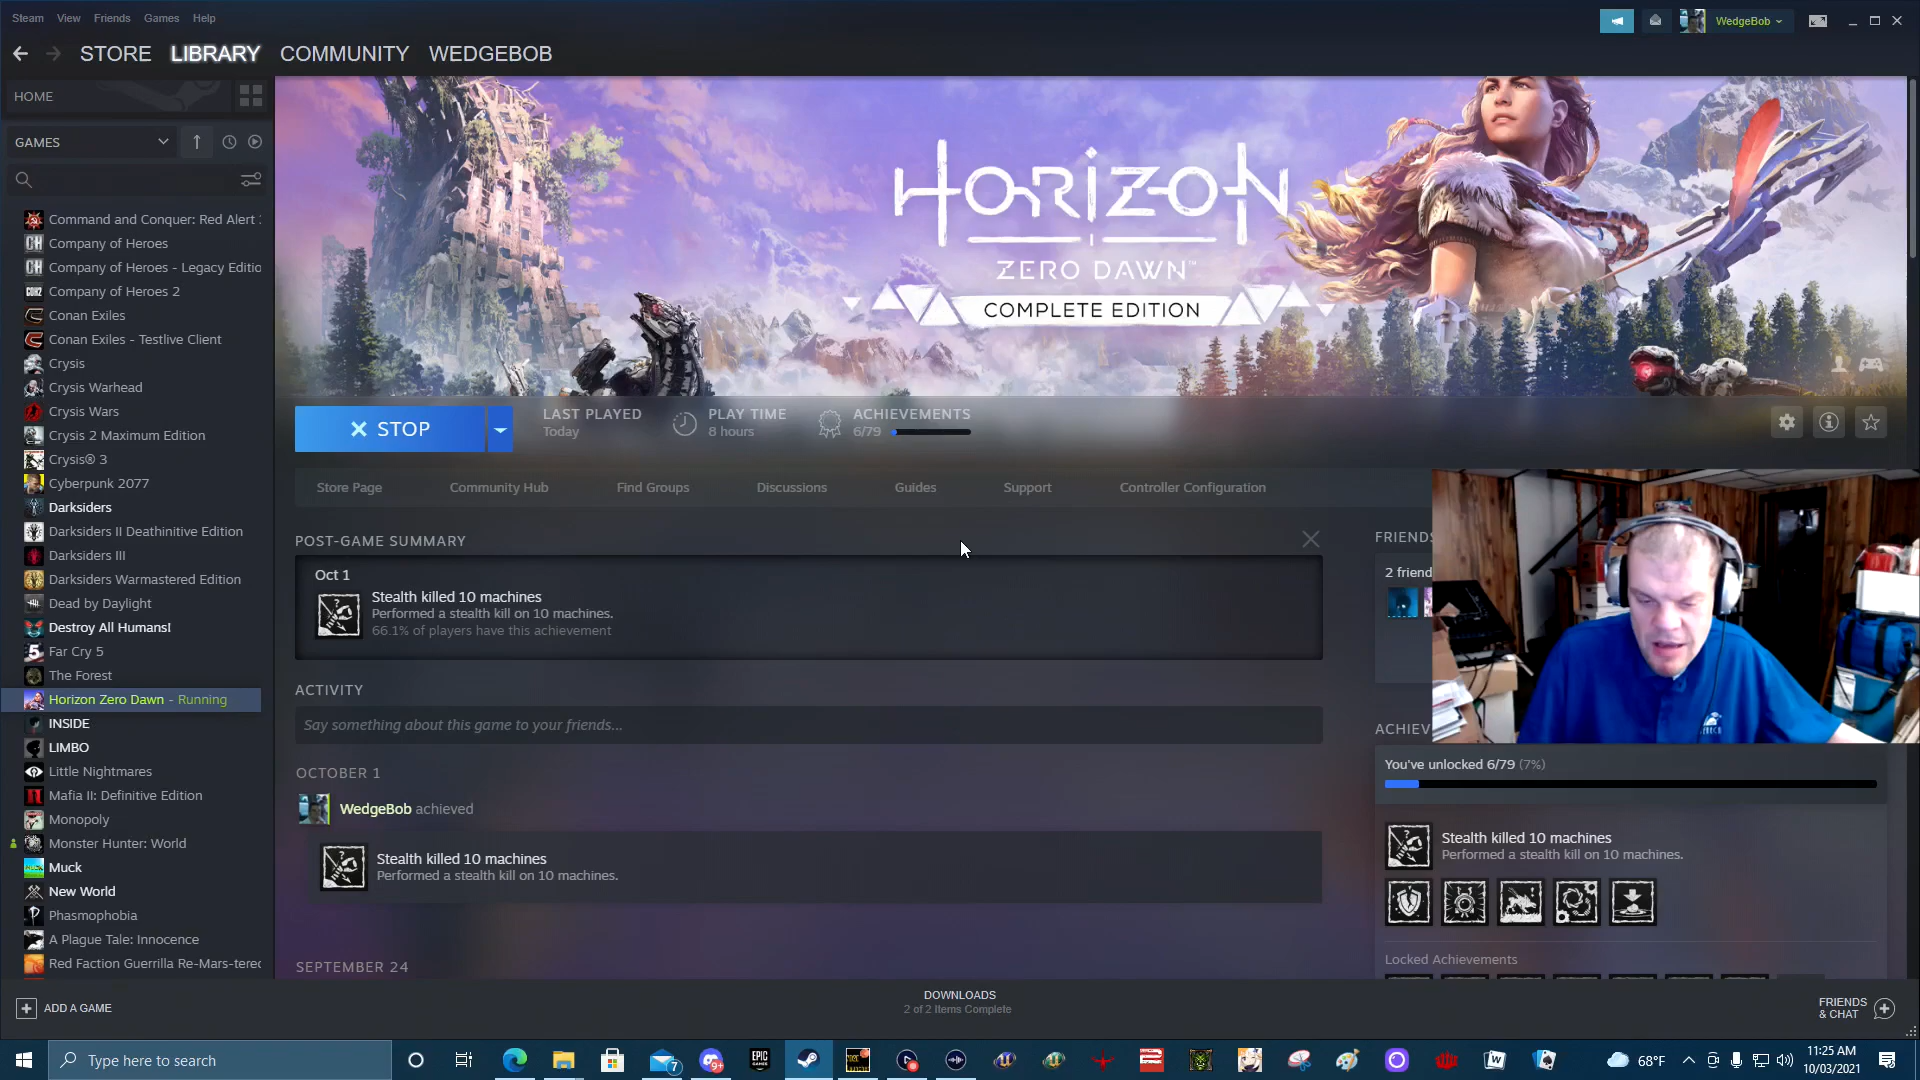 Steam View Friends Games Help
WedgeBob
STORE LIBRARY COMMUNITY WEDGEBOB
HOME
GAMES
Command and Conquer: Red Alert
Company of Heroes
Company of Heroes - Legacy Editio
Company of Heroes 2
Conan Exiles
Conan Exiles - Testlive Client
Crysis
Crysis Warhead
Crysis Wars
Crysis 2 Maximum Edition
Crysis® 3
Cyberpunk 2077
Darksiders
Darksiders II Deathinitive Edition
Darksiders III
Darksiders Warmastered Edition
Dead by Daylight
Destroy All Humans!
Far Cry 5
The Forest
Horizon Zero Dawn - Running
INSIDE
LIMBO
Little Nightmares
Mafia II: Definitive Edition
Monopoly
Monster Hunter: World
Muck
New World
Phasmophobia
A Plague Tale: Innocence
Red Faction Guerrilla Re-Mars-tered
HORIZON
ZERO DAWN™
COMPLETE EDITION
STOP
LAST PLAYED
Today
PLAY TIME
8 hours
ACHIEVEMENTS
6/79
Store Page Community Hub Find Groups Discussions Guides Support Controller Configuration
POST-GAME SUMMARY
Oct 1
Stealth killed 10 machines
Performed a stealth kill on 10 machines.
66.1% of players have this achievement
ACTIVITY
Say something about this game to your friends...
OCTOBER 1
WedgeBob achieved
Stealth killed 10 machines
Performed a stealth kill on 10 machines.
SEPTEMBER 24
FRIENDS
2 friend
ACHIEV
You've unlocked 6/79 (7%)
Stealth killed 10 machines
Performed a stealth kill on 10 machines.
Locked Achievements
ADD A GAME
DOWNLOADS
2 of 2 Items Complete
FRIENDS
& CHAT
Type here to search
7
9+
EPIC
GAMES
68°F
11:25 AM
10/03/2021